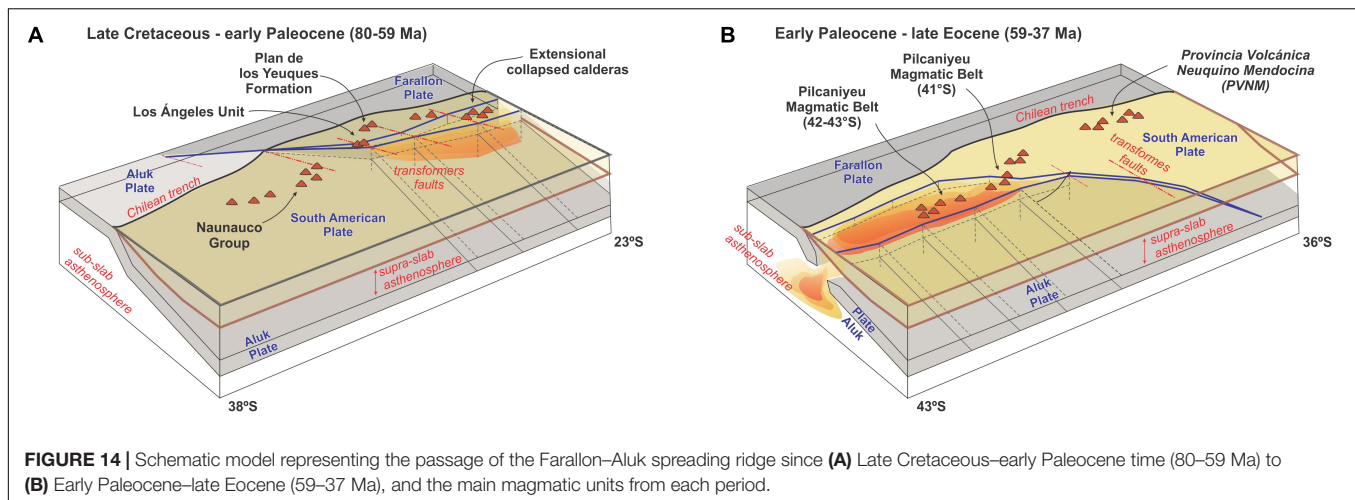 A
Late Cretaceous - early Paleocene (80-59 Ma)
Plan de
los Yeuques
Formation
Farallon
Plate
Extensional
collapsed calderas
Los Ángeles Unit
Aluk
Plate
Chilean trench
transformers
faults
Naunauco
Group
South American
Plate
23ºS
sub-slab
asthenosphere
supra-slab
asthenosphere
Aluk
Plate
38ºS
B
Early Paleocene - late Eocene (59-37 Ma)
Pilcaniyeu
Magmatic Belt
(41°S)
Provincia Volcánica
Neuquino Mendocina
(PVNM)
Pilcaniyeu
Magmatic Belt
(42-43°S)
Chilean trench
South American
Plate
Farallon
Plate
transformes
faults
36ºS
supra-slab
asthenosphere
Aluk
Plate
Plate
Aluk
sub-slab
asthenosphere
43ºS
FIGURE 14 | Schematic model representing the passage of the Farallon–Aluk spreading ridge since (A) Late Cretaceous–early Paleocene time (80–59 Ma) to
(B) Early Paleocene–late Eocene (59–37 Ma), and the main magmatic units from each period.